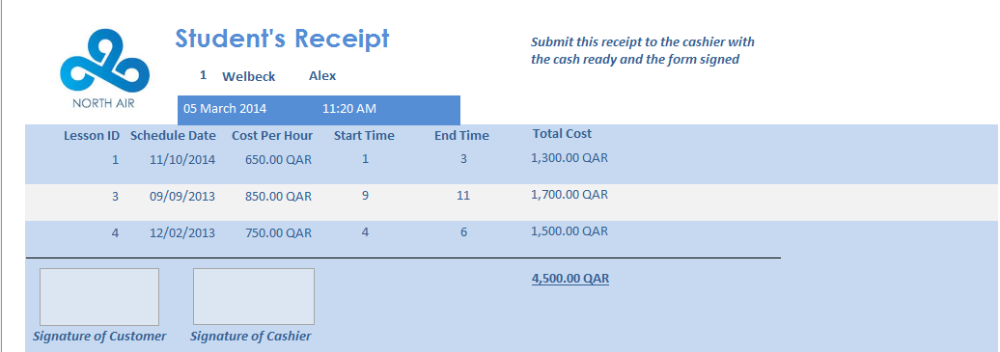 Student's Receipt
Submit this receipt to the cashier with
the cash ready and the form signed
1 Welbeck Alex
NORTH AIR
05 March 2014 11:20 AM
Lesson ID Schedule Date Cost Per Hour Start Time End Time Total Cost
1 11/10/2014 650.00 QAR 1 3 1,300.00 QAR
3 09/09/2013 850.00 QAR 9 11 1,700.00 QAR
4 12/02/2013 750.00 QAR 4 6 1,500.00 QAR
4,500.00 QAR
Signature of Customer Signature of Cashier